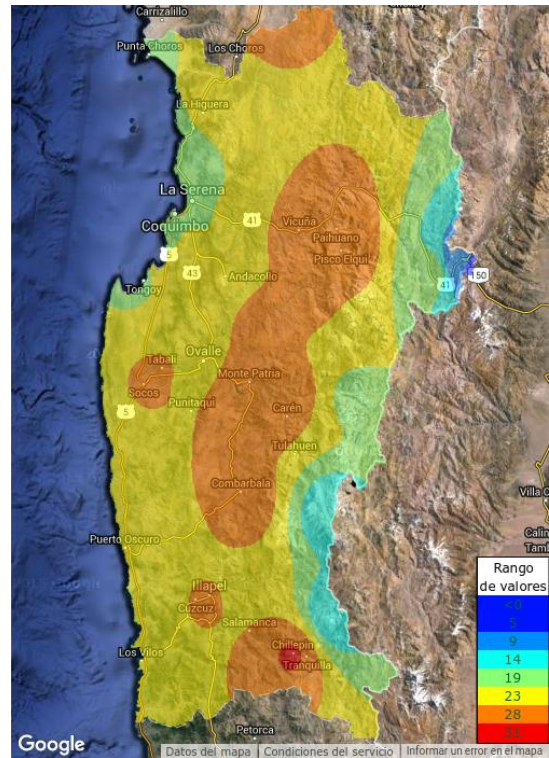 Carrizalillo
Punta Choros
Los Choros
La Higuera
La Serena
Coquimbo
41
Vicuña
Paihuano
Pisco Elqui
5
43
Andacollo
41
150
Tongoy
Tabali
Ovalle
Monte Patria
Socos
Punitaqui
5
Carén
Tulahuen
Combarbala
Villa
Puerto Oscuro
Illapel
Cuzcuz
Salamanca
Chillepin
Tranquilla
Los Vilos
Petorca
Rango
de valores
<0
5
9
14
19
23
28
31
Google
Datos del mapa
Condiciones del servicio
Informar un error en el mapa